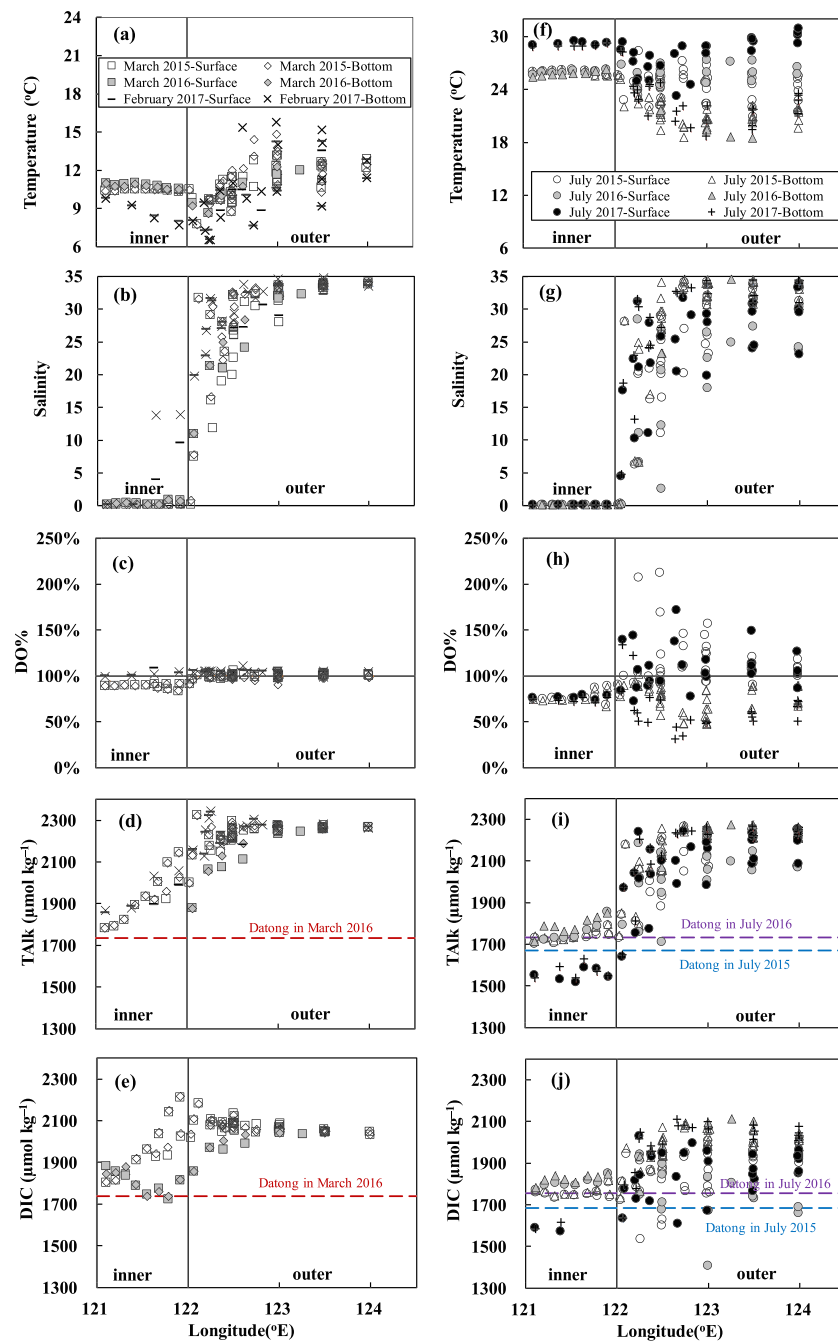 (a)
24
21
18
15
12
9
6
Temperature (°C)
March 2015-Surface
March 2015-Bottom
March 2016-Surface
March 2016-Bottom
February 2017-Surface
February 2017-Bottom
inner
outer
(b)
35
30
25
20
15
10
5
0
Salinity
inner
outer
(c)
250%
200%
150%
100%
50%
0%
DO%
inner
outer
(d)
2300
2100
1900
1700
1500
1300
TAlk (μmol kg⁻¹)
Datong in March 2016
inner
outer
(e)
2300
2100
1900
1700
1500
1300
DIC (μmol kg⁻¹)
Datong in March 2016
inner
outer
121
122
123
124
Longitude(°E)
(f)
30
24
18
12
6
Temperature (°C)
July 2015-Surface
July 2015-Bottom
July 2016-Surface
July 2016-Bottom
July 2017-Surface
July 2017-Bottom
inner
outer
(g)
35
30
25
20
15
10
5
0
Salinity
inner
outer
(h)
250%
200%
150%
100%
50%
0%
DO%
inner
outer
(i)
2300
2100
1900
1700
1500
1300
TAlk (μmol kg⁻¹)
Datong in July 2016
Datong in July 2015
inner
outer
(j)
2300
2100
1900
1700
1500
1300
DIC (μmol kg⁻¹)
Datong in July 2016
Datong in July 2015
inner
outer
121
122
123
124
Longitude(°E)